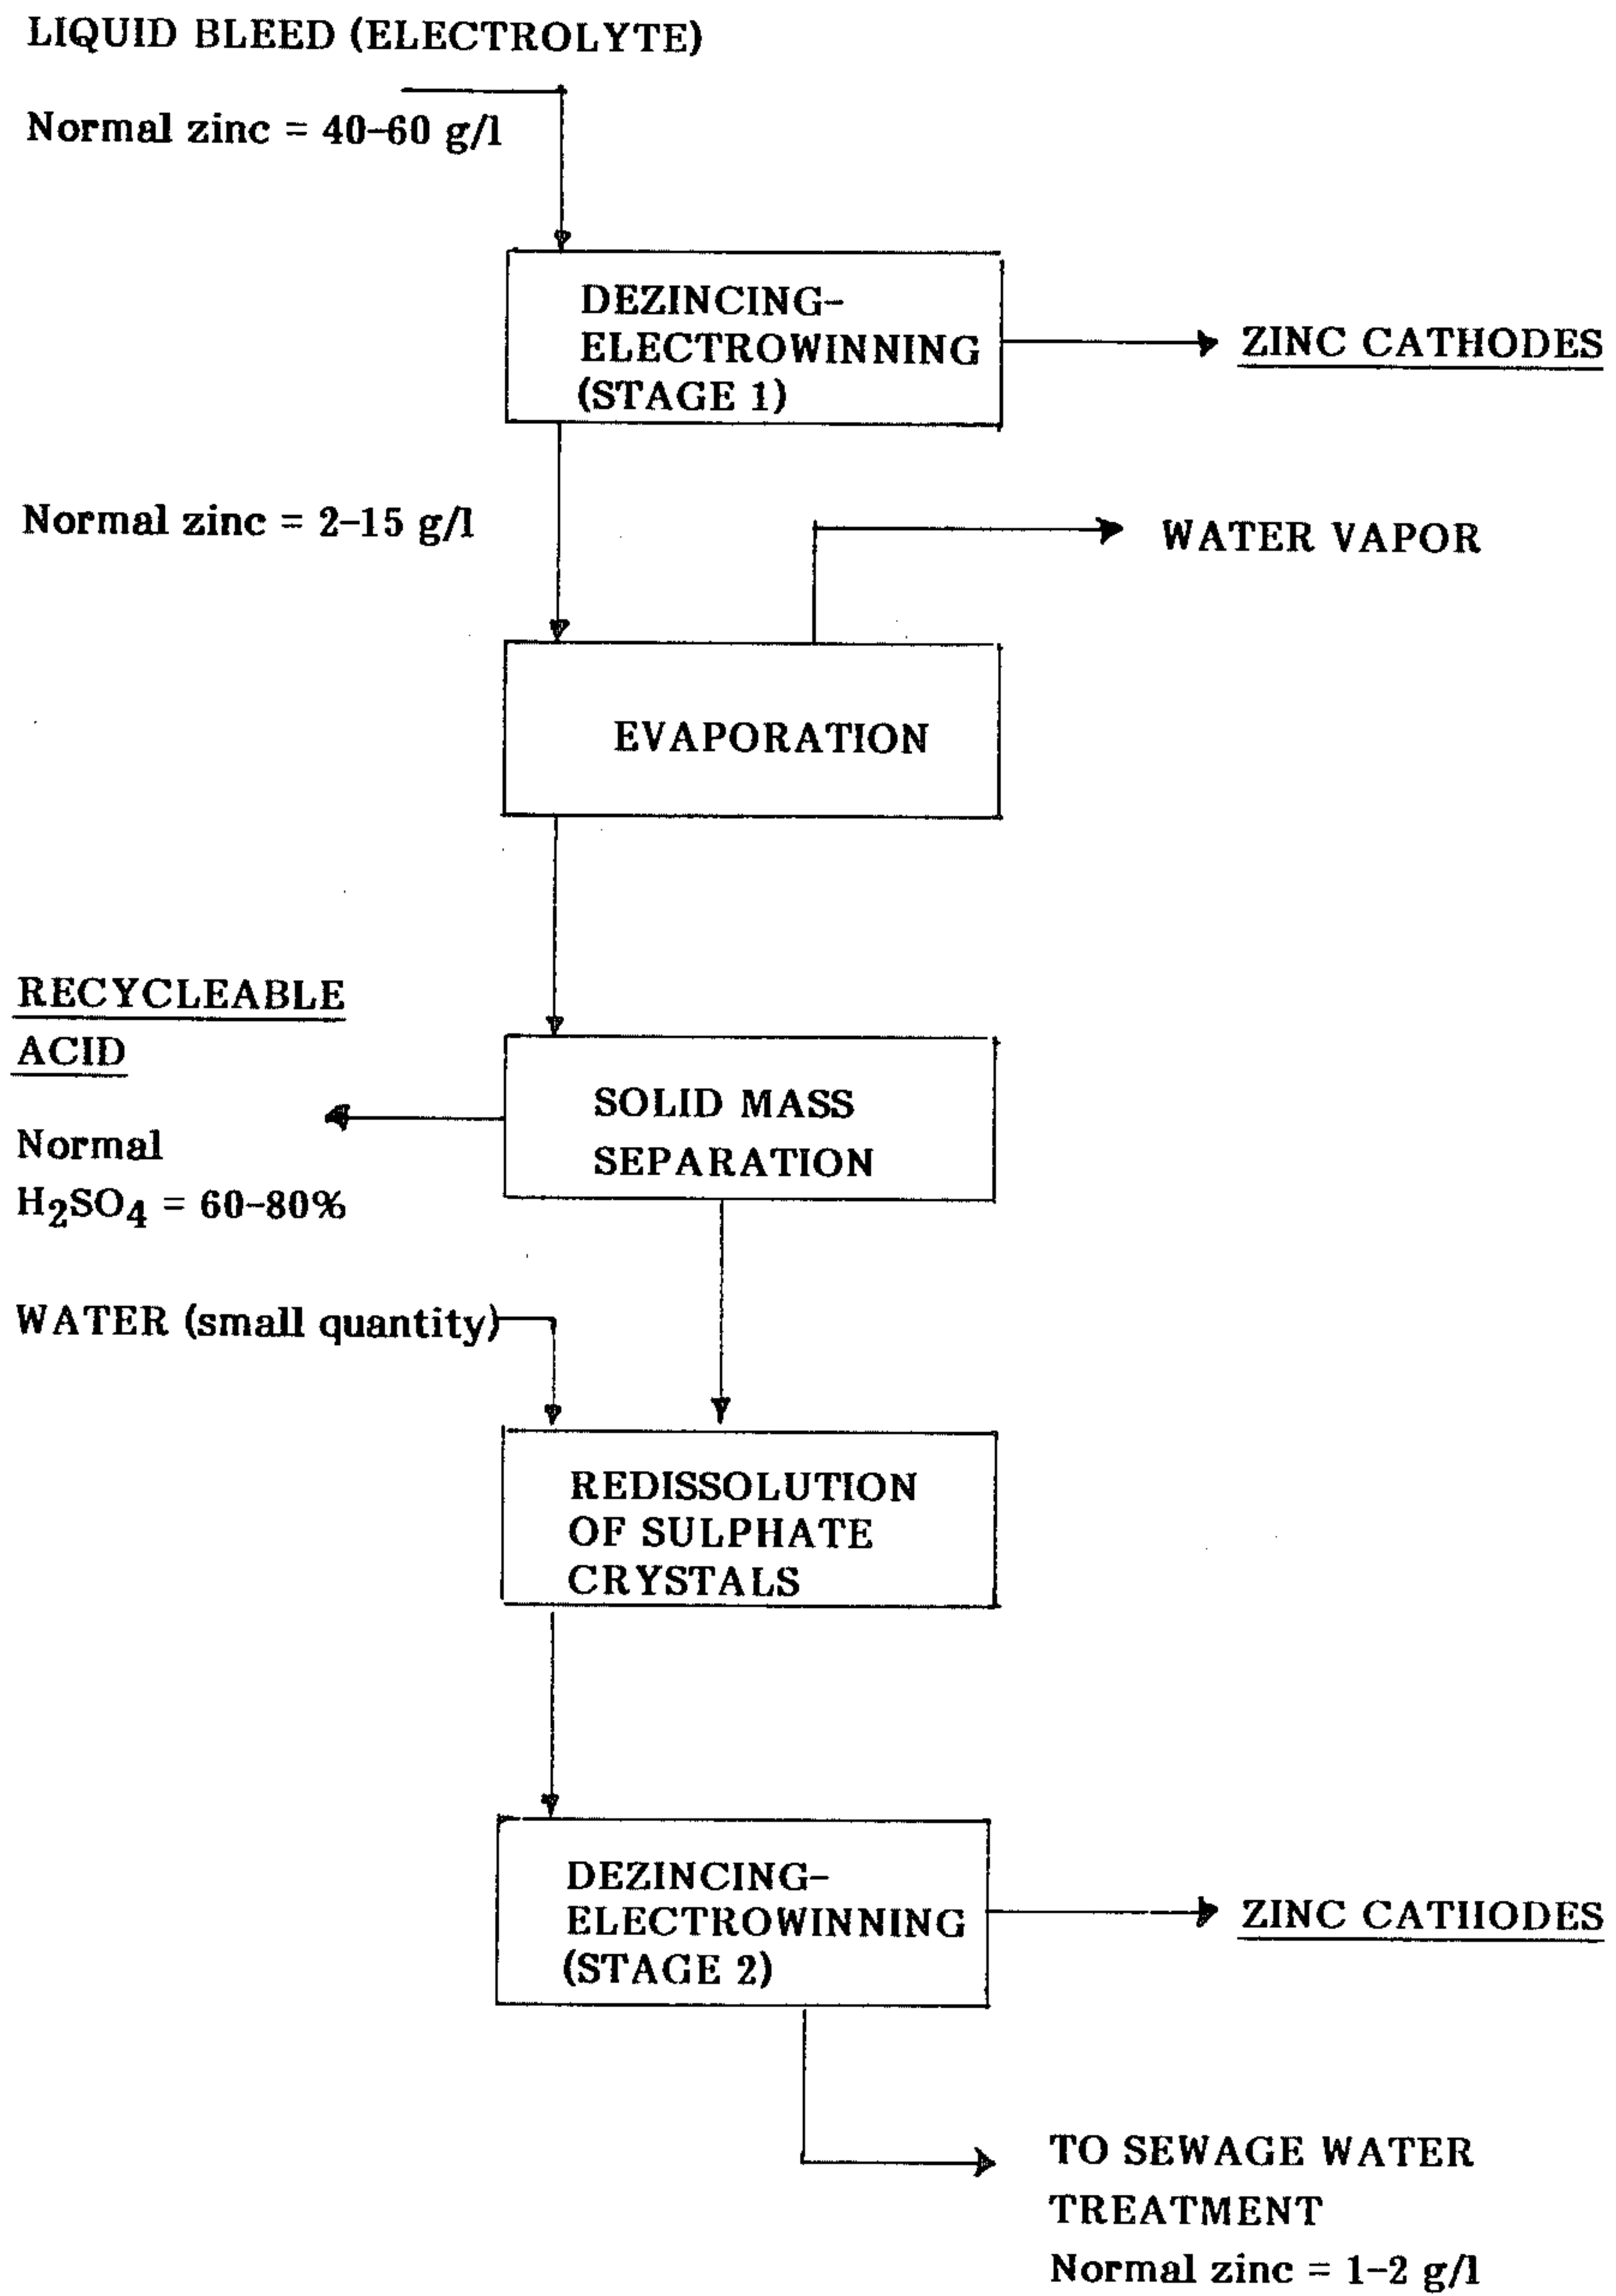 LIQUID BLEED (ELECTROLYTE)
Normal zinc = 40-60 g/l
DEZINCING-
ELECTROWINNING
(STAGE 1)
ZINC CATHODES
Normal zinc = 2-15 g/l
WATER VAPOR
EVAPORATION
RECYCLEABLE
ACID
Normal
H₂SO₄ = 60-80%
SOLID MASS
SEPARATION
WATER (small quantity)
REDISSOLUTION
OF SULPHATE
CRYSTALS
DEZINCING-
ELECTROWINNING
(STAGE 2)
ZINC CATHODES
TO SEWAGE WATER
TREATMENT
Normal zinc = 1-2 g/l